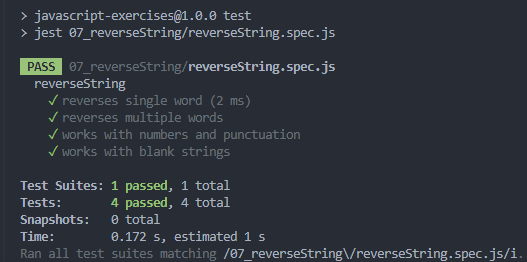 > javascript-exercises@1.0.0 test
> jest 07_reverseString/reverseString.spec.js
PASS 07_reverseString/reverseString.spec.js
reverseString
✓ reverses single word (2 ms)
✓ reverses multiple words
✓ works with numbers and punctuation
✓ works with blank strings
Test Suites: 1 passed, 1 total
Tests: 4 passed, 4 total
Snapshots: 0 total
Time: 0.172 s, estimated 1 s
Ran all test suites matching /07_reverseString\/reverseString.spec.js/i.